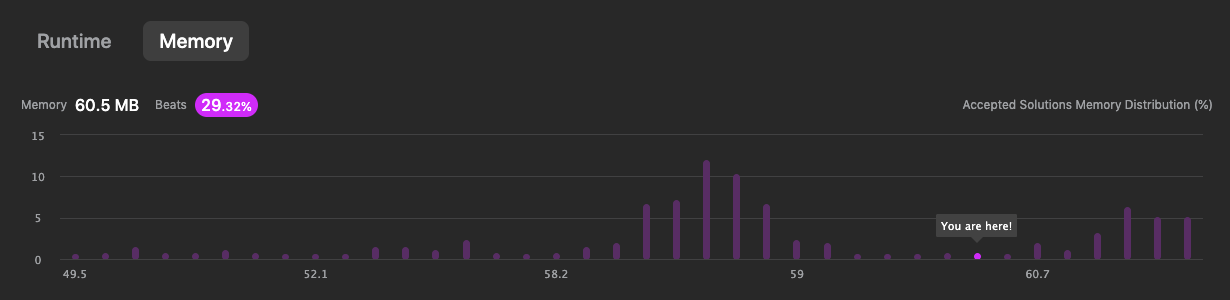 Runtime Memory
Memory 60.5 MB Beats 29.32% Accepted Solutions Memory Distribution (%)
15
10
5
You are here!
0
49.5 52.1 58.2 59 60.7